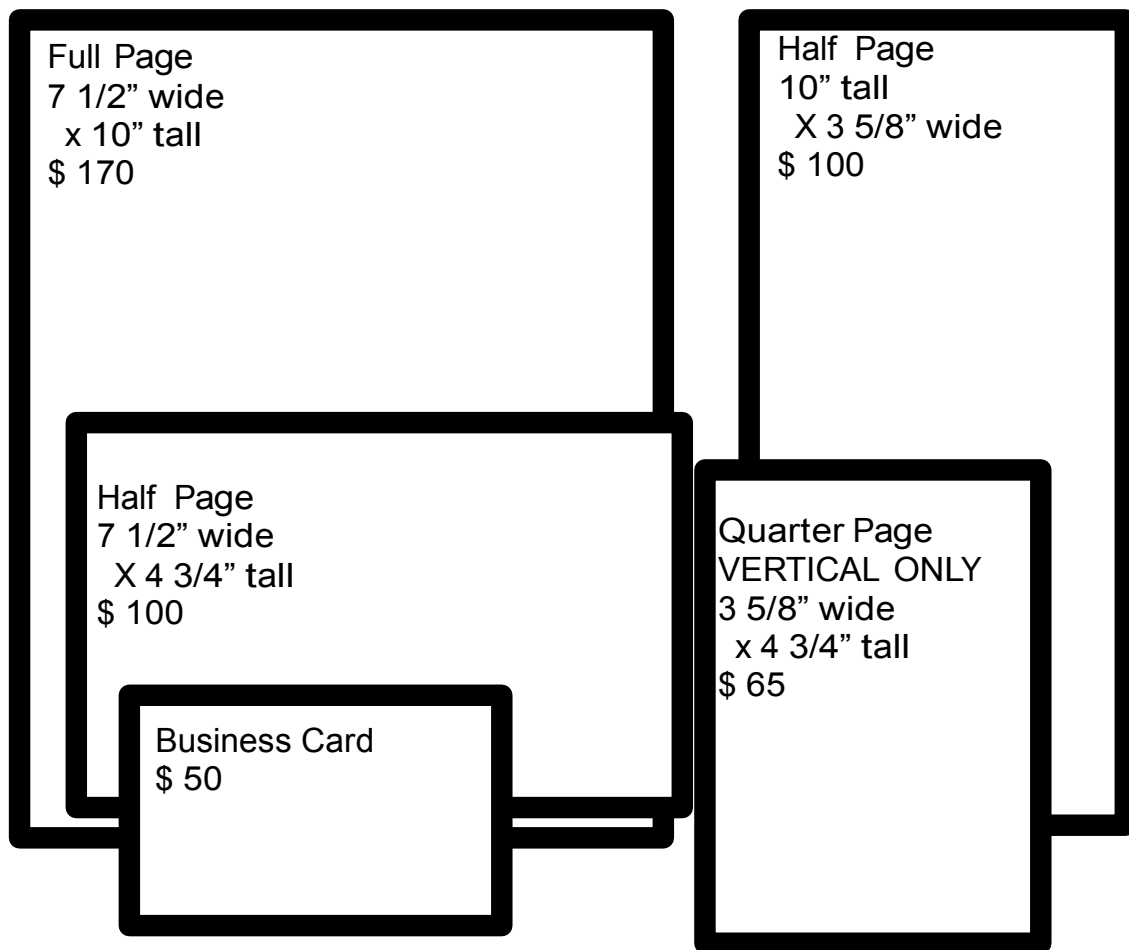 Full Page
7 1/2” wide
x 10” tall
$ 170
Half Page
10” tall
X 3 5/8” wide
$ 100
Half Page
7 1/2” wide
X 4 3/4” tall
$ 100
Quarter Page
VERTICAL ONLY
3 5/8” wide
x 4 3/4” tall
$ 65
Business Card
$ 50